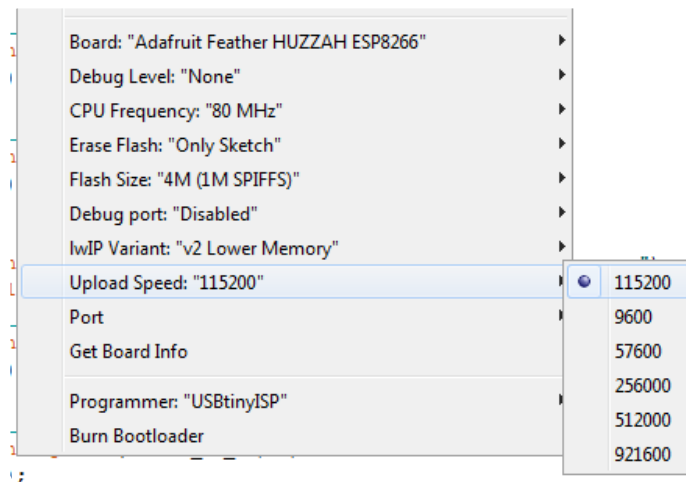 Board: "Adafruit Feather HUZZAH ESP8266"
Debug Level: "None"
CPU Frequency: "80 MHz"
Erase Flash: "Only Sketch"
Flash Size: "4M (1M SPIFFS)"
Debug port: "Disabled"
lwIP Variant: "v2 Lower Memory"
Upload Speed: "115200"
Port
Get Board Info
Programmer: "USBtinyISP"
Burn Bootloader
115200
9600
57600
256000
512000
921600